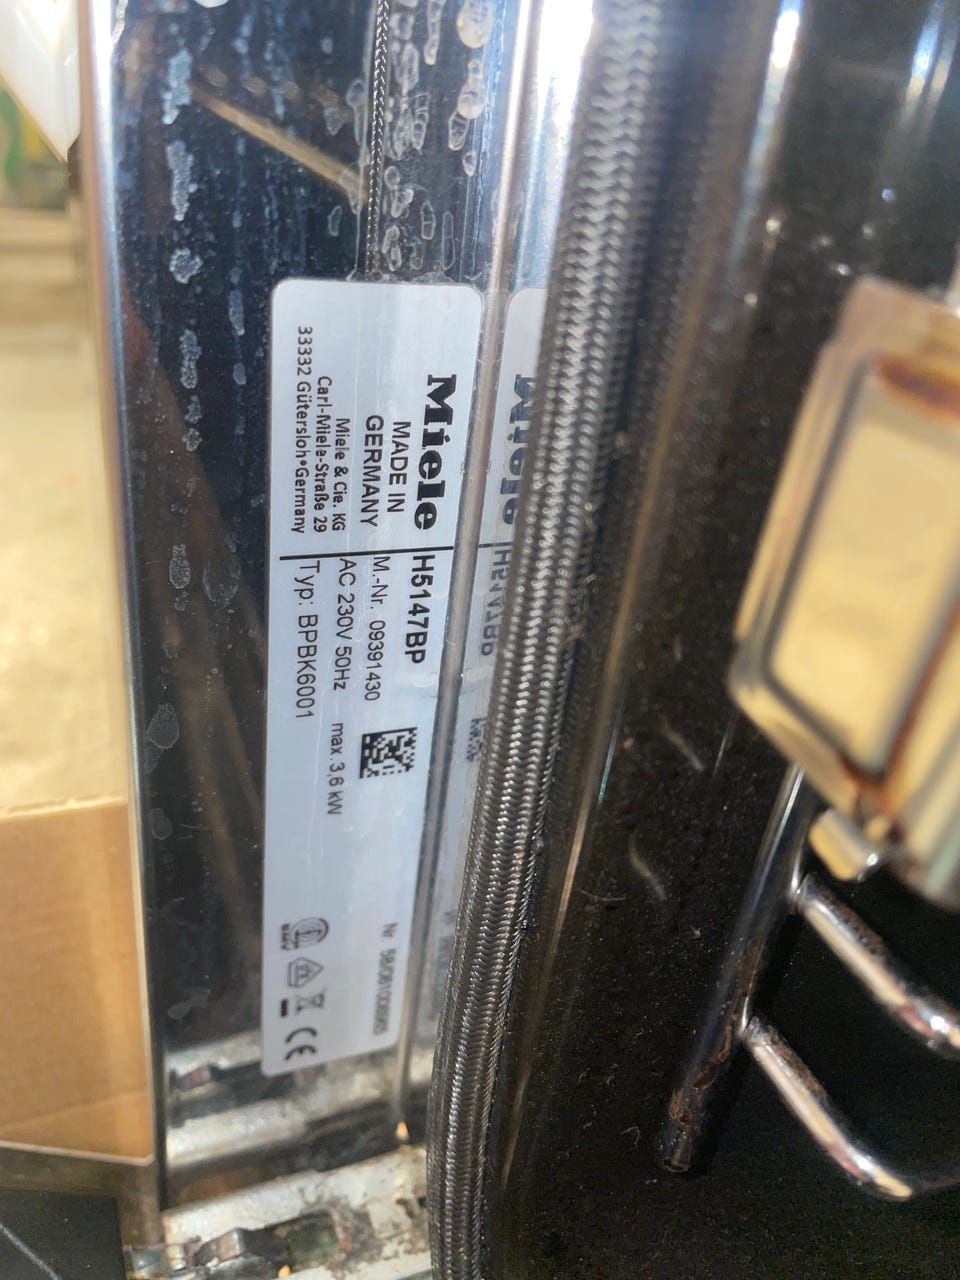 Miele
MADE IN
GERMANY
Miele & Cie. KG
Carl-Miele-Straße 29
33332 Gütersloh•Germany
H5147BP
M.-Nr. 09391430
AC 230V 50Hz max. 3,6 kW
Typ: BPBK6001
Nr.
CE